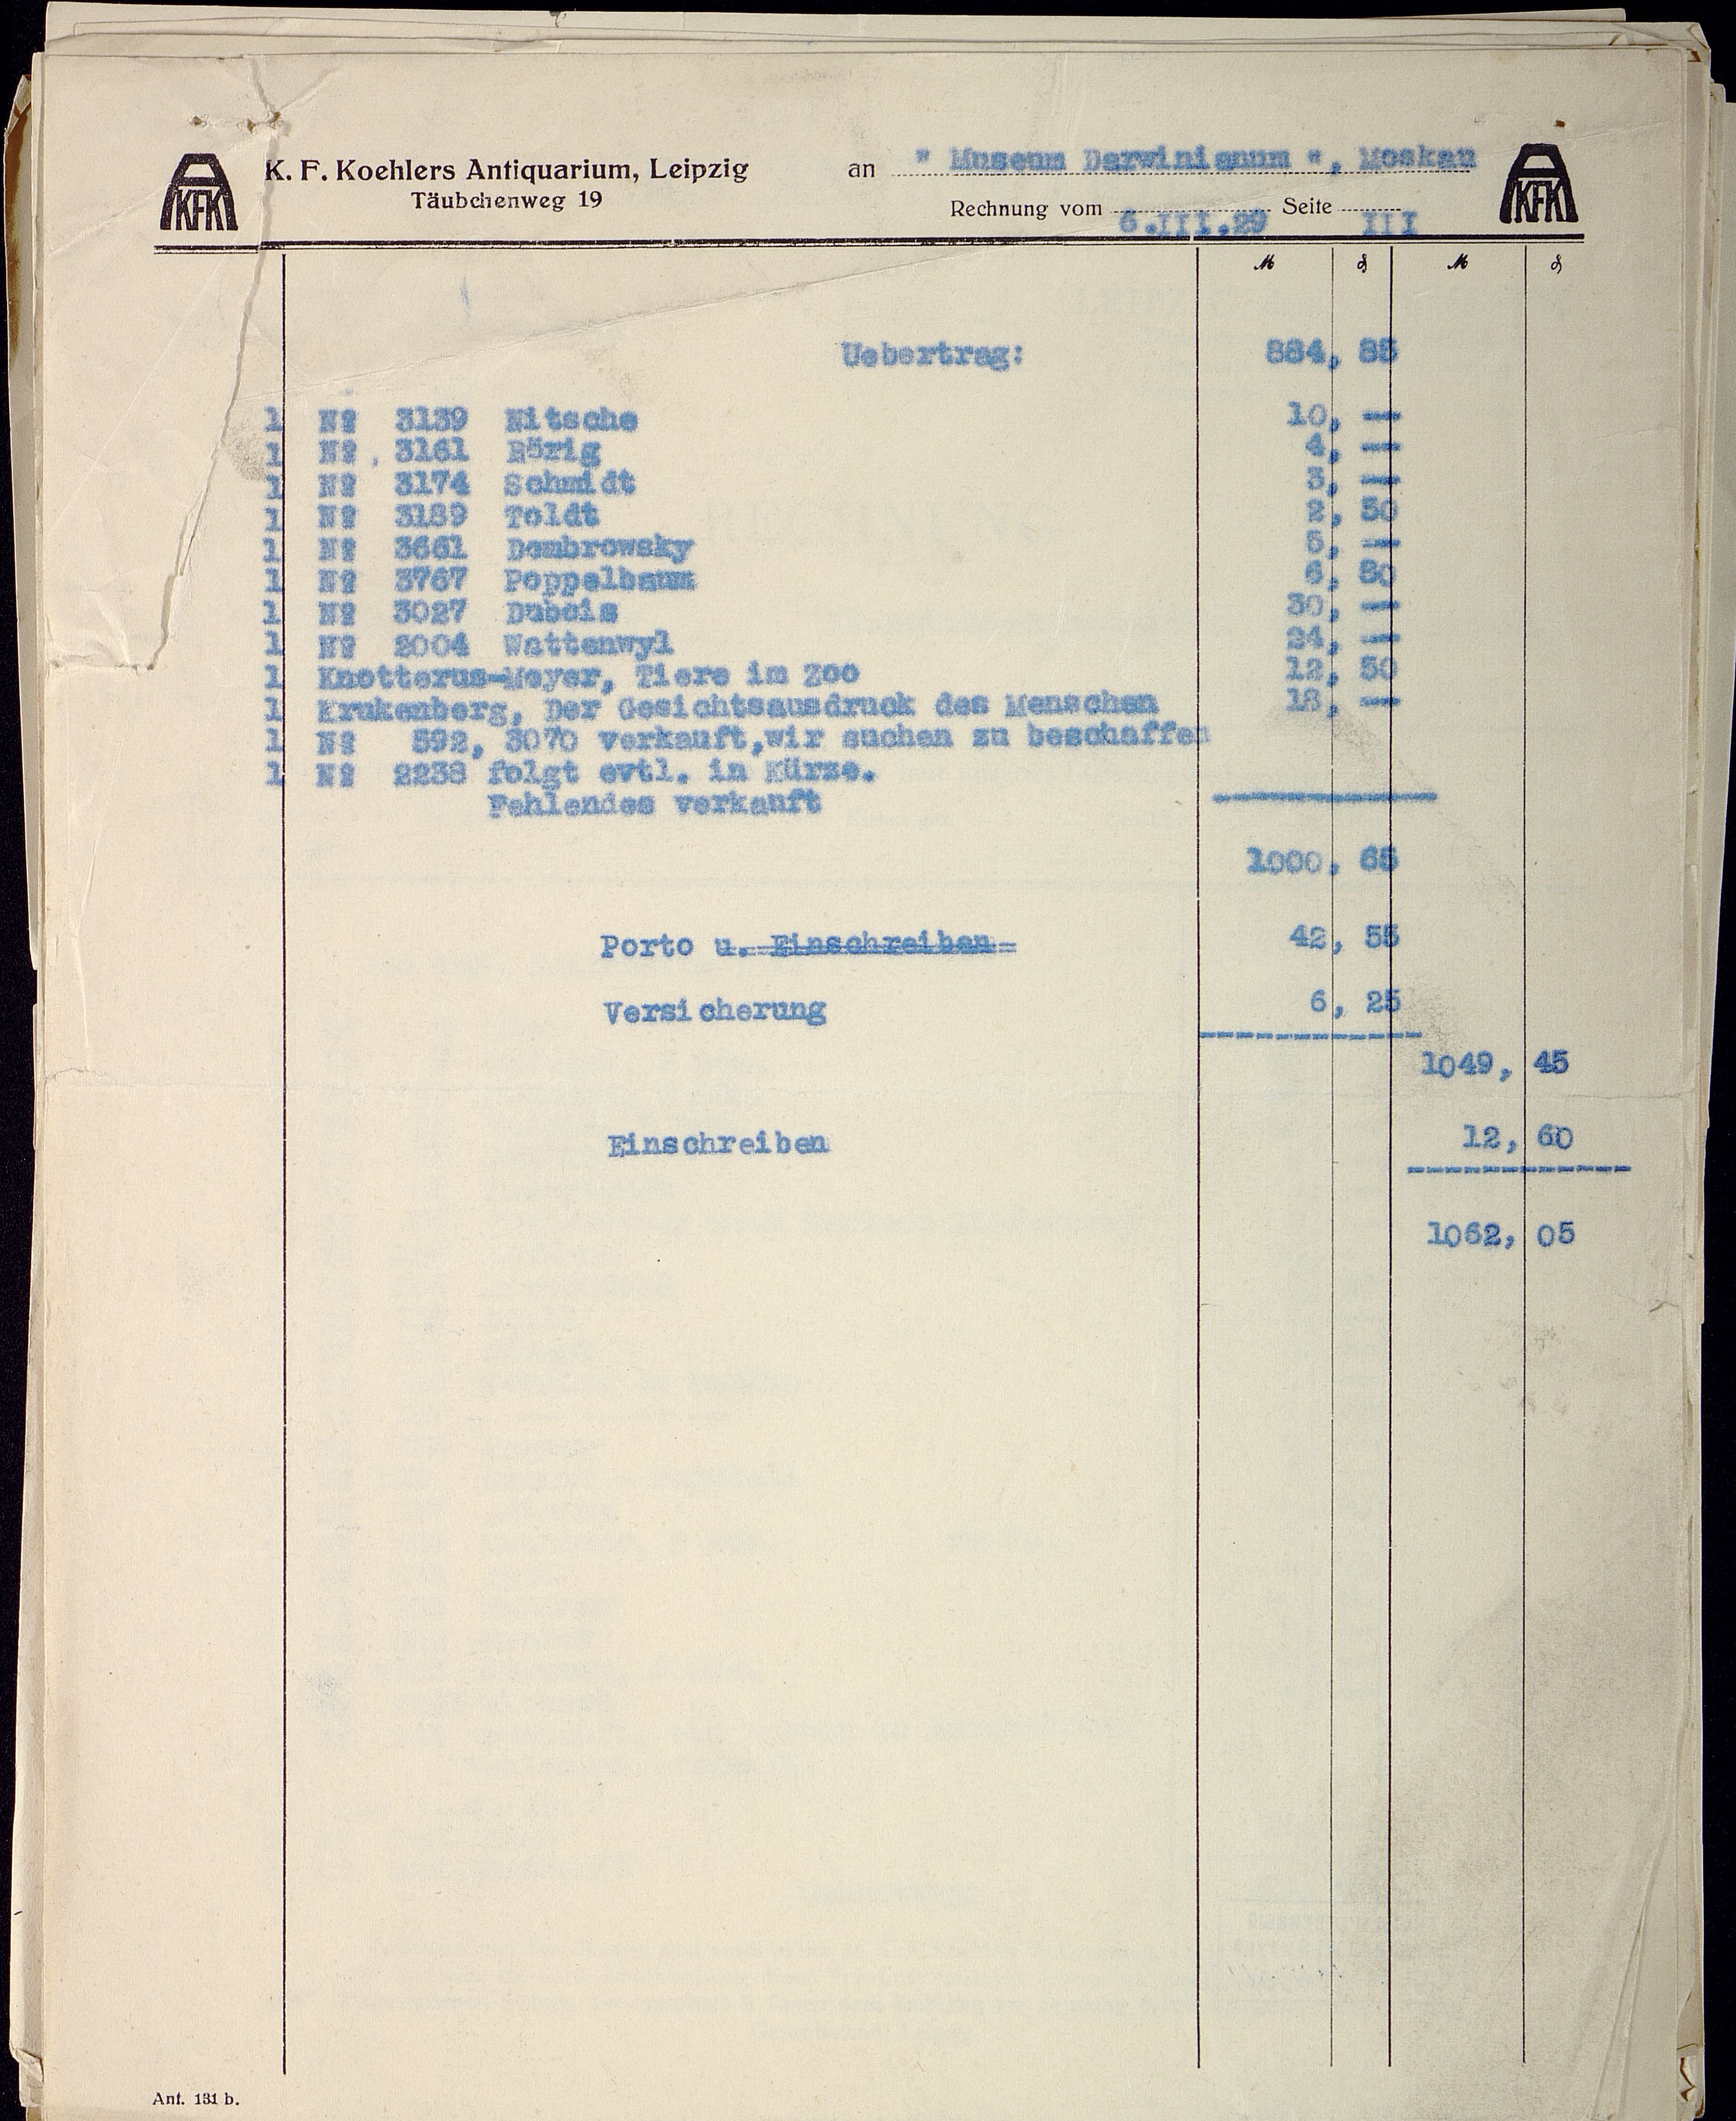 K. F. Koehlers Antiquarium, Leipzig an " Museum Darwinianum ", Moskau
KFK KFK
Täubchenweg 19 Rechnung vom 6.III.29 Seite III
M ₰ M ₰
Uebertrag: 884, 85
1 № 3139 Nitsche 10, —
1 № , 3161 Rörig 4, —
1 № 3174 Schmidt 3, —
1 № 3189 Toldt 2, 50
1 № 3661 Dombrowsky 5, —
1 № 3767 Poppelbaum 6, 80
1 № 3027 Dubois 30, —
1 № 2004 Wattenwyl 24, —
1 Knotterus-Meyer, Tiere im Zoo 12, 50
1 Krukenberg, Der Gesichtsausdruck des Menschen 18, —
1 № 592, 3070 verkauft,wir suchen zu beschaffen
1 № 2238 folgt evtl. in Kürze.
Fehlendes verkauft
1000, 65
Porto u. Einschreiben 42, 55
Versicherung 6, 25
1049, 45
Einschreiben 12, 60
1062, 05
Ant. 131 b.